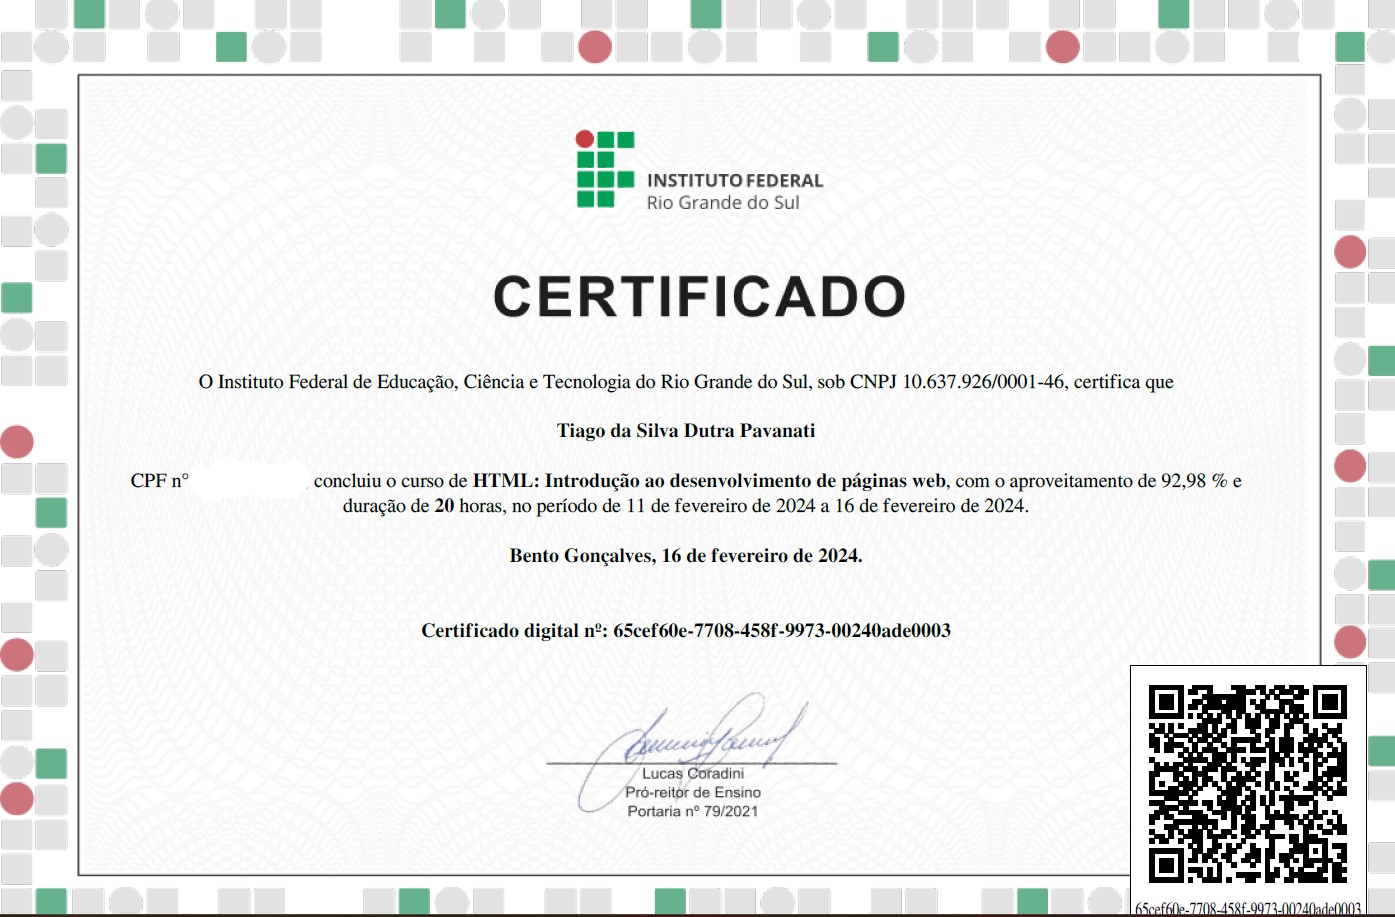 INSTITUTO FEDERAL
Rio Grande do Sul
CERTIFICADO
O Instituto Federal de Educação, Ciência e Tecnologia do Rio Grande do Sul, sob CNPJ 10.637.926/0001-46, certifica que
Tiago da Silva Dutra Pavanati
CPF n° , concluiu o curso de HTML: Introdução ao desenvolvimento de páginas web, com o aproveitamento de 92,98 % e
duração de 20 horas, no período de 11 de fevereiro de 2024 a 16 de fevereiro de 2024.
Bento Gonçalves, 16 de fevereiro de 2024.
Certificado digital nº: 65cef60e-7708-458f-9973-00240ade0003
Lucas Coradini
Pró-reitor de Ensino
Portaria nº 79/2021
65cef60e-7708-458f-9973-00240ade0003